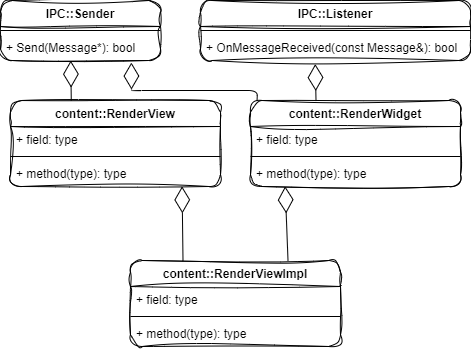 IPC::Sender
+ Send(Message*): bool
IPC::Listener
+ OnMessageReceived(const Message&): bool
content::RenderView
+ field: type
+ method(type): type
content::RenderWidget
+ field: type
+ method(type): type
content::RenderViewImpl
+ field: type
+ method(type): type